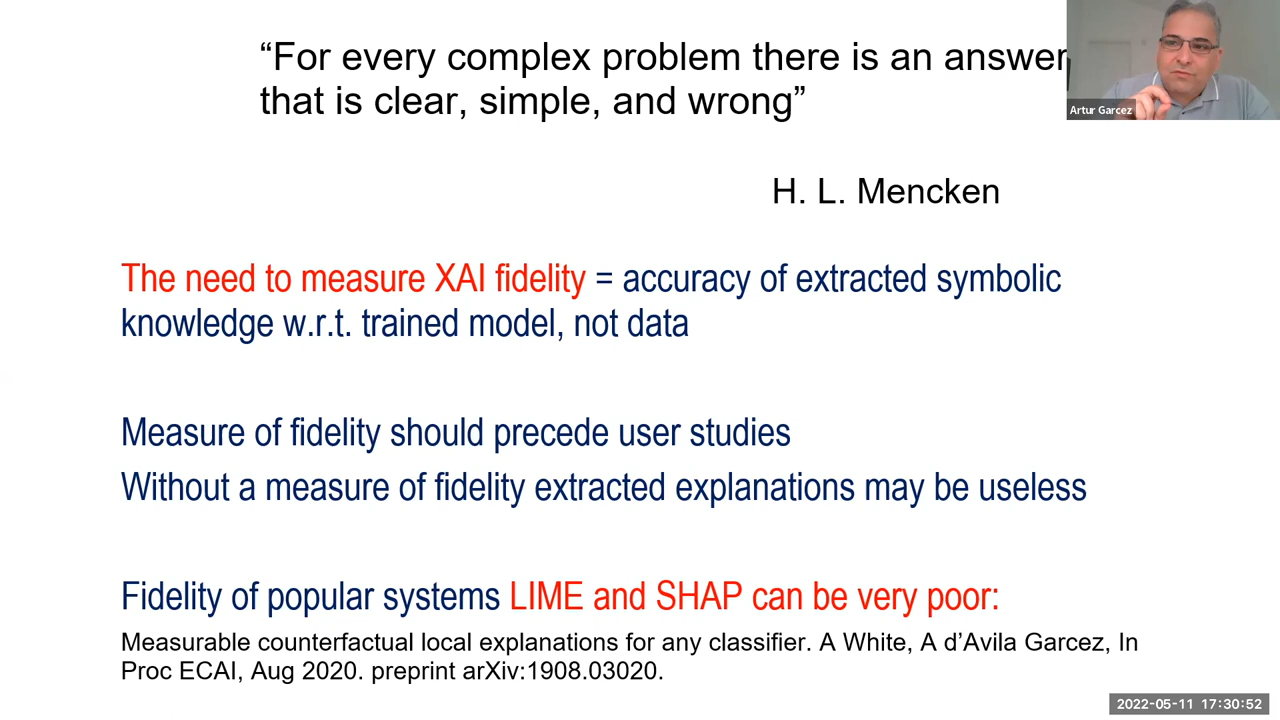 “For every complex problem there is an answer
that is clear, simple, and wrong”
Artur Garcez
H. L. Mencken
The need to measure XAI fidelity = accuracy of extracted symbolic
knowledge w.r.t. trained model, not data
Measure of fidelity should precede user studies
Without a measure of fidelity extracted explanations may be useless
Fidelity of popular systems LIME and SHAP can be very poor:
Measurable counterfactual local explanations for any classifier. A White, A d’Avila Garcez, In
Proc ECAI, Aug 2020. preprint arXiv:1908.03020.
2022-05-11 17:30:52